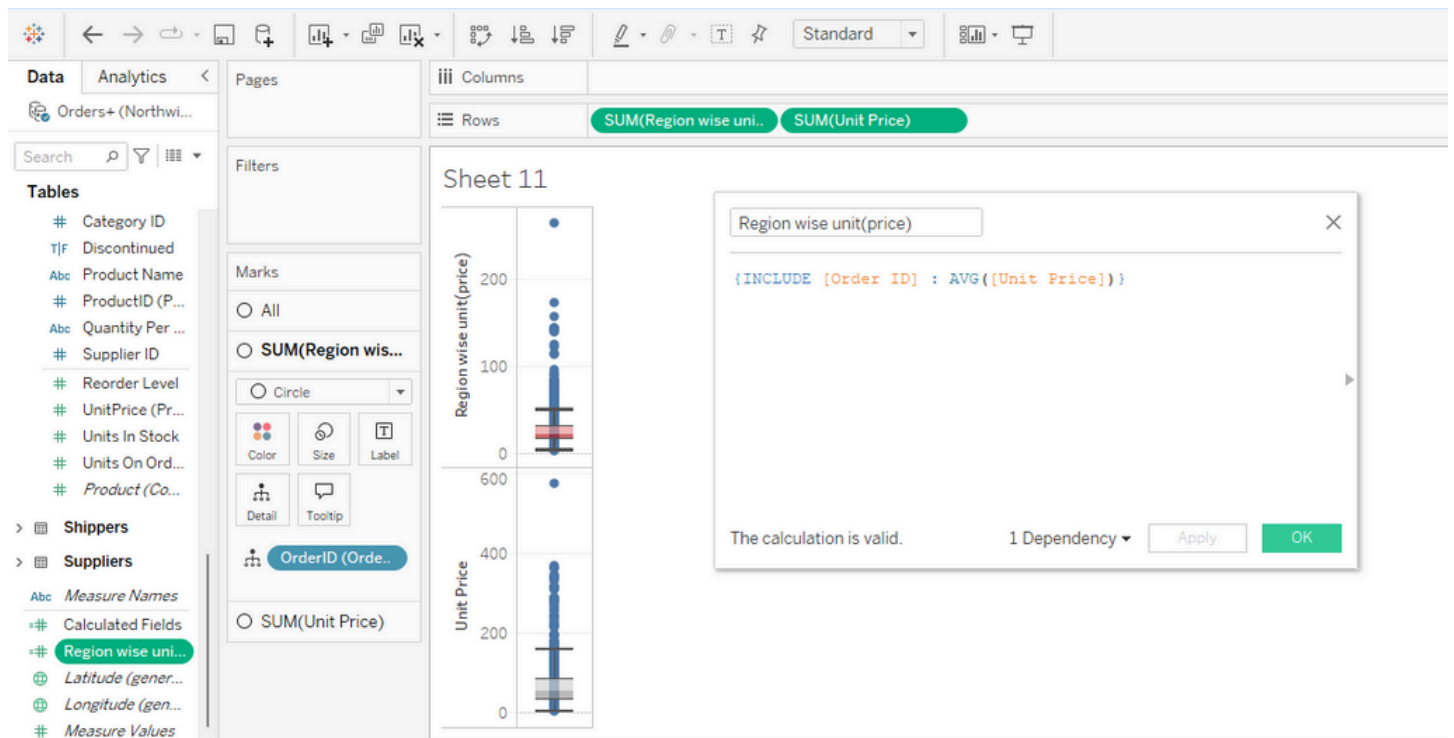 Standard
Data
Analytics
Orders+ (Northwi...
Search
Tables
# Category ID
T|F Discontinued
Abc Product Name
# ProductID (P...
Abc Quantity Per ...
# Supplier ID
# Reorder Level
# UnitPrice (Pr...
# Units In Stock
# Units On Ord...
# Product (Co...
Shippers
Suppliers
Abc Measure Names
=# Calculated Fields
=# Region wise uni...
Latitude (gener...
Longitude (gen...
# Measure Values
Pages
Filters
Marks
All
SUM(Region wis...
Circle
Color
Size
Label
Detail
Tooltip
OrderID (Orde..
SUM(Unit Price)
Columns
Rows
SUM(Region wise uni..
SUM(Unit Price)
Sheet 11
Region wise unit(price)
200
100
0
Unit Price
600
400
200
0
Region wise unit(price)
{INCLUDE [Order ID] : AVG([Unit Price])}
The calculation is valid.
1 Dependency
Apply
OK